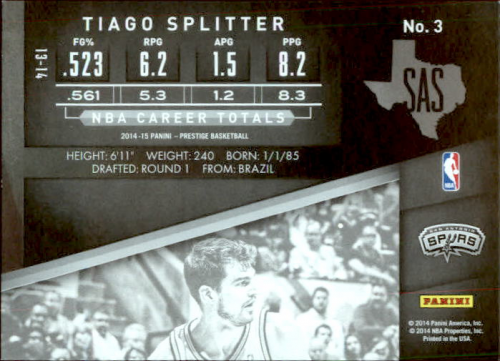 TIAGO SPLITTER
No. 3
FG% RPG APG PPG
13-14
.523 6.2 1.5 8.2
.561 5.3 1.2 8.3
NBA CAREER TOTALS
2014-15 PANINI – PRESTIGE BASKETBALL
SAS
HEIGHT: 6'11" WEIGHT: 240 BORN: 1/1/85
DRAFTED: ROUND 1 FROM: BRAZIL
NBA
SAN ANTONIO
SPURS
PANINI
© 2014 Panini America, Inc.
© 2014 NBA Properties, Inc.
Printed in the USA.